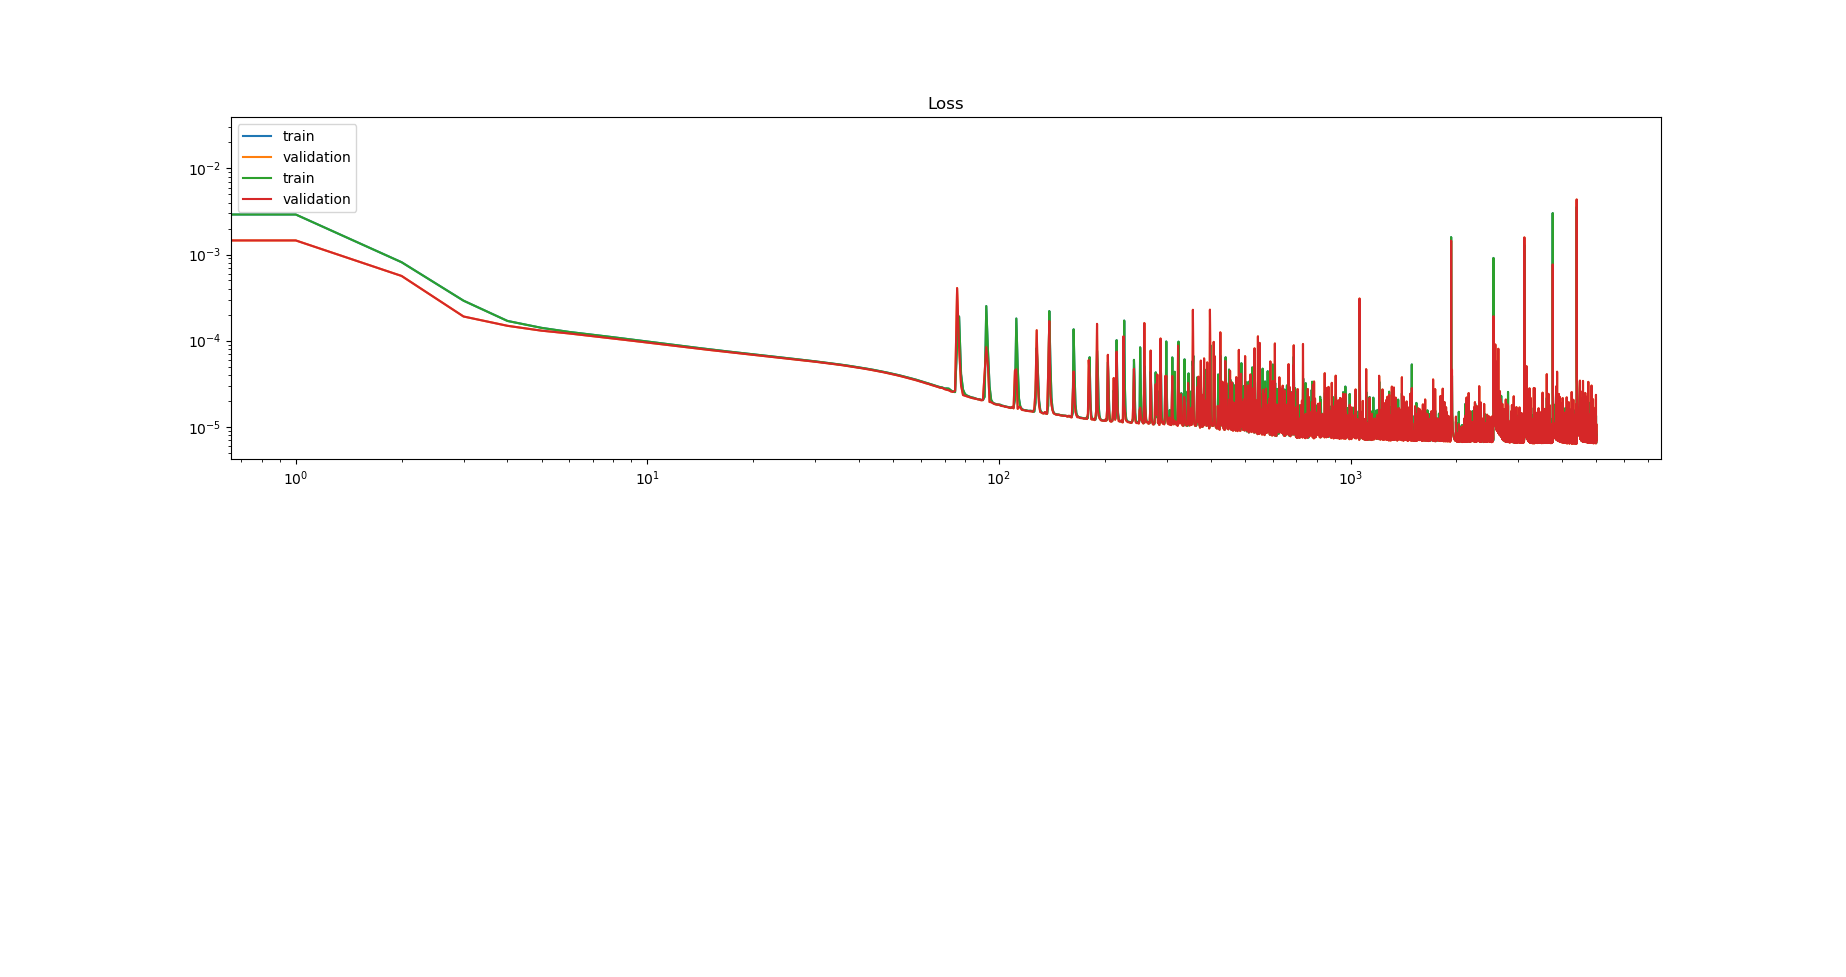 Loss
train
validation
train
validation
10⁻²
10⁻³
10⁻⁴
10⁻⁵
10⁰ 10¹ 10² 10³